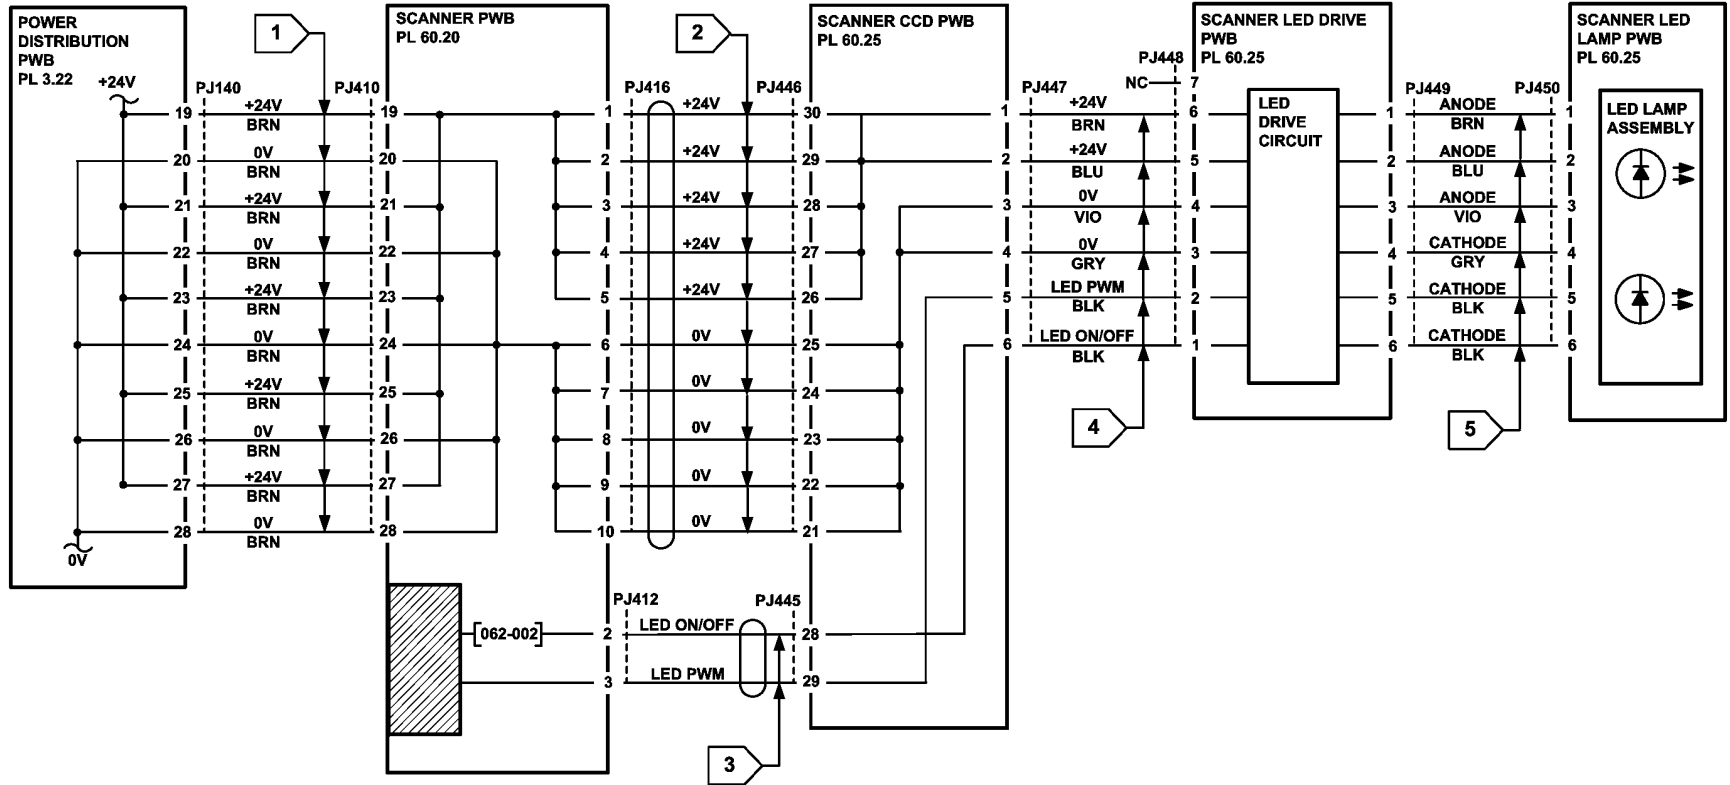 POWER
DISTRIBUTION
PWB
PL 3.22
+24V
0V
19
20
21
22
23
24
25
26
27
28
PJ140
1
PJ410
+24V
BRN
0V
BRN
+24V
BRN
0V
BRN
+24V
BRN
0V
BRN
+24V
BRN
0V
BRN
+24V
BRN
0V
BRN
SCANNER PWB
PL 60.20
19
20
21
22
23
24
25
26
27
28
062-002
1
2
3
4
5
6
7
8
9
10
2
3
PJ416
2
PJ446
+24V
+24V
+24V
+24V
+24V
0V
0V
0V
0V
0V
PJ412
PJ445
LED ON/OFF
LED PWM
3
SCANNER CCD PWB
PL 60.25
30
29
28
27
26
25
24
23
22
21
28
29
1
2
3
4
5
6
PJ447
PJ448
NC
+24V
BRN
+24V
BLU
0V
VIO
0V
GRY
LED PWM
BLK
LED ON/OFF
BLK
4
SCANNER LED DRIVE
PWB
PL 60.25
7
6
5
4
3
2
1
LED
DRIVE
CIRCUIT
1
2
3
4
5
6
PJ449
PJ450
ANODE
BRN
ANODE
BLU
ANODE
VIO
CATHODE
GRY
CATHODE
BLK
CATHODE
BLK
5
SCANNER LED
LAMP PWB
PL 60.25
1
2
3
4
5
6
LED LAMP
ASSEMBLY